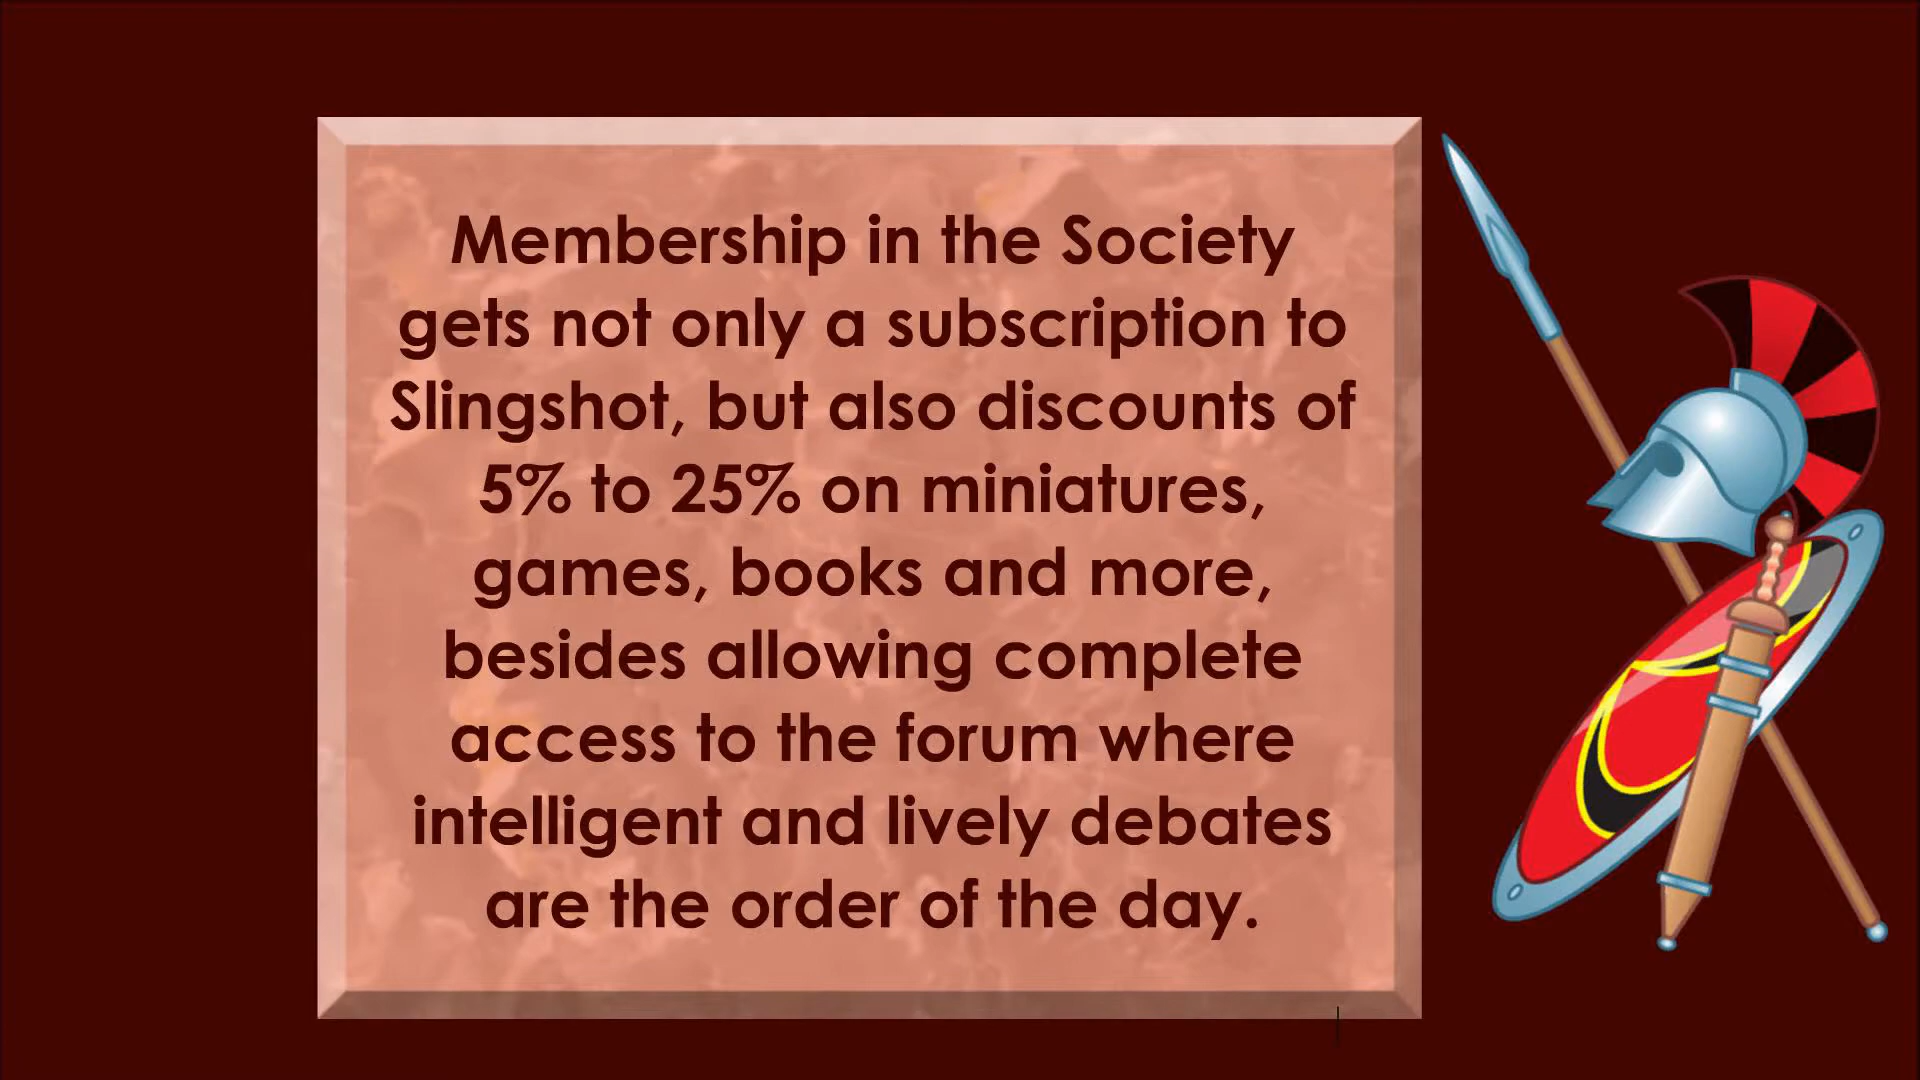 Membership in the Society
gets not only a subscription to
Slingshot, but also discounts of
5% to 25% on miniatures,
games, books and more,
besides allowing complete
access to the forum where
intelligent and lively debates
are the order of the day.